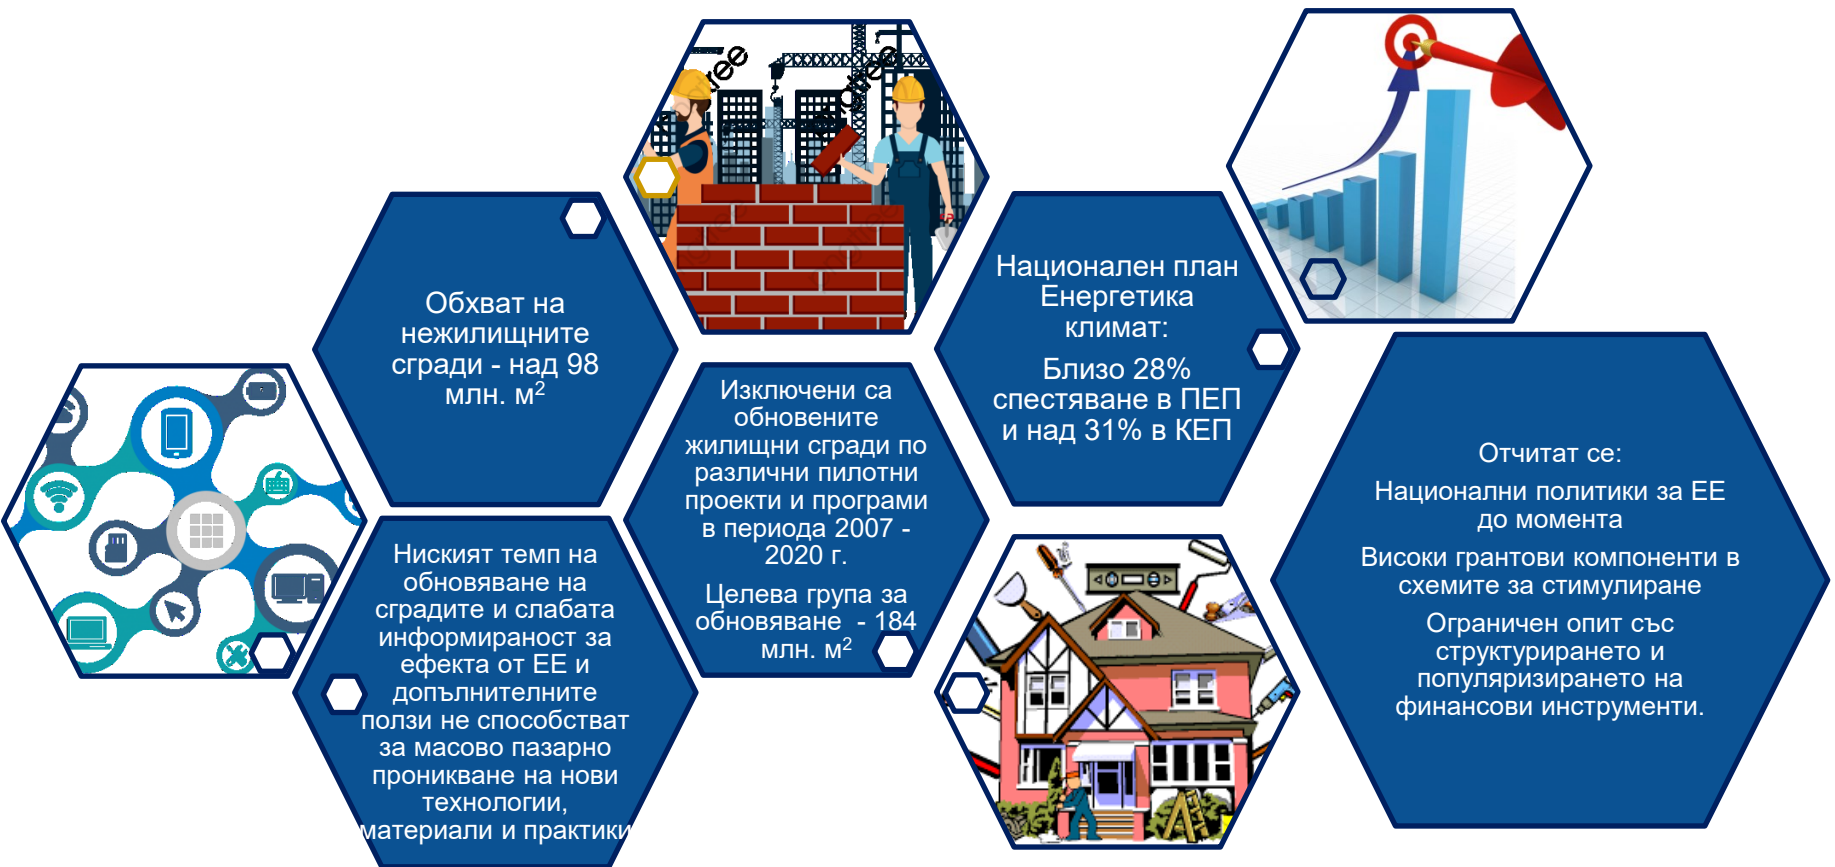 Обхват на
нежилищните
сгради - над 98
млн. м²
Ниският темп на
обновяване на
сградите и слабата
информираност за
ефекта от ЕЕ и
допълнителните
ползи не способстват
за масово пазарно
проникване на нови
технологии,
материали и практики
Изключени са
обновените
жилищни сгради по
различни пилотни
проекти и програми
в периода 2007 -
2020 г.
Целева група за
обновяване  - 184
млн. м²
Национален план
Енергетика
климат:
Близо 28%
спестяване в ПЕП
и над 31% в КЕП
Отчитат се:
Национални политики за ЕЕ
до момента
Високи грантови компоненти в
схемите за стимулиране
Ограничен опит със
структурирането и
популяризирането на
финансови инструменти.